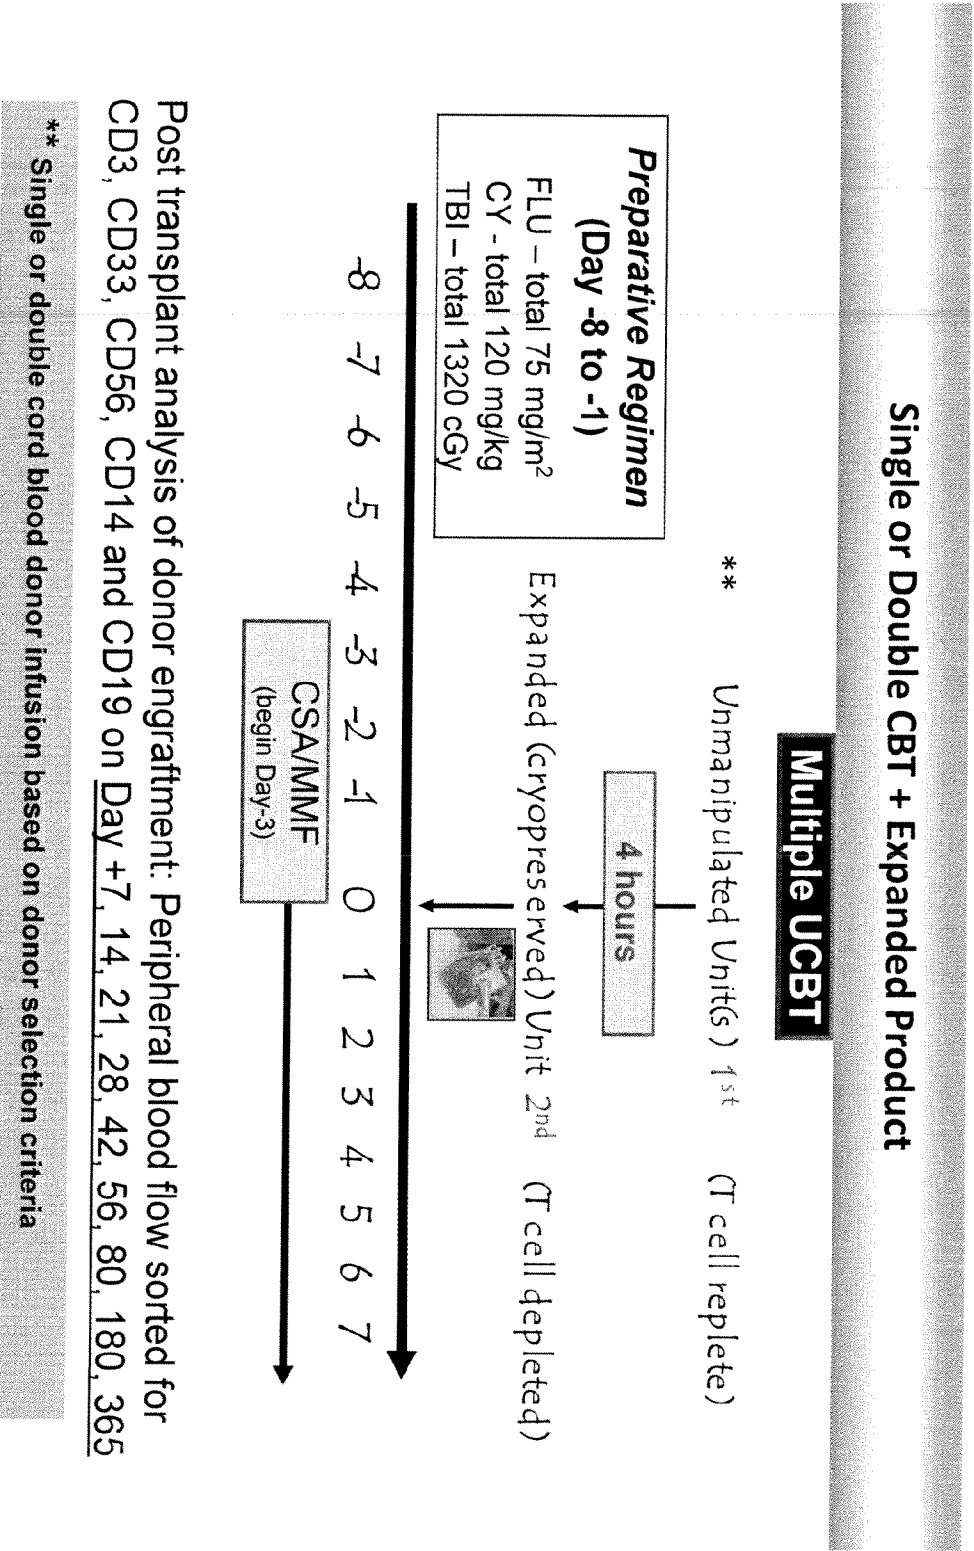 Single or Double CBT + Expanded Product
Multiple UCBT
** Unmanipulated Unit(s) 1st (T cell replete)
4 hours
Preparative Regimen
(Day -8 to -1)
FLU – total 75 mg/m2
CY - total 120 mg/kg
TBI – total 1320 cGy
Expanded (cryopreserved) Unit 2nd (T cell depleted)
-8 -7 -6 -5 -4 -3 -2 -1 0 1 2 3 4 5 6 7
CSA/MMF
(begin Day-3)
Post transplant analysis of donor engraftment: Peripheral blood flow sorted for
CD3, CD33, CD56, CD14 and CD19 on Day +7, 14, 21, 28, 42, 56, 80, 180, 365
** Single or double cord blood donor infusion based on donor selection criteria